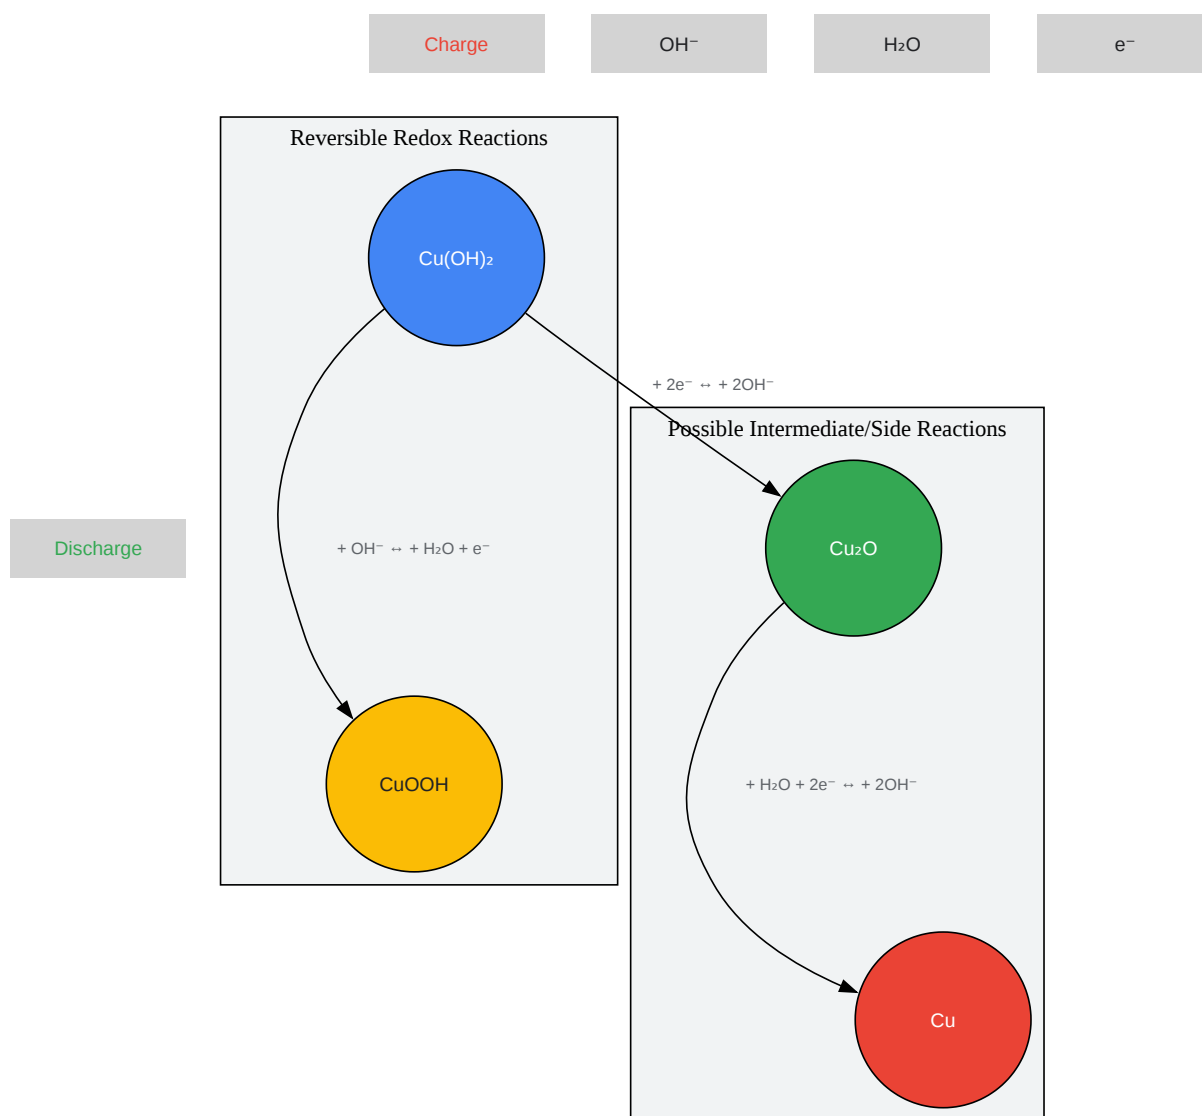 Charge
OH⁻
H₂O
e⁻
Reversible Redox Reactions
Cu(OH)₂
+ 2e⁻ ↔ + 2OH⁻
Possible Intermediate/Side Reactions
Discharge
+ OH⁻ ↔ + H₂O + e⁻
Cu₂O
CuOOH
+ H₂O + 2e⁻ ↔ + 2OH⁻
Cu